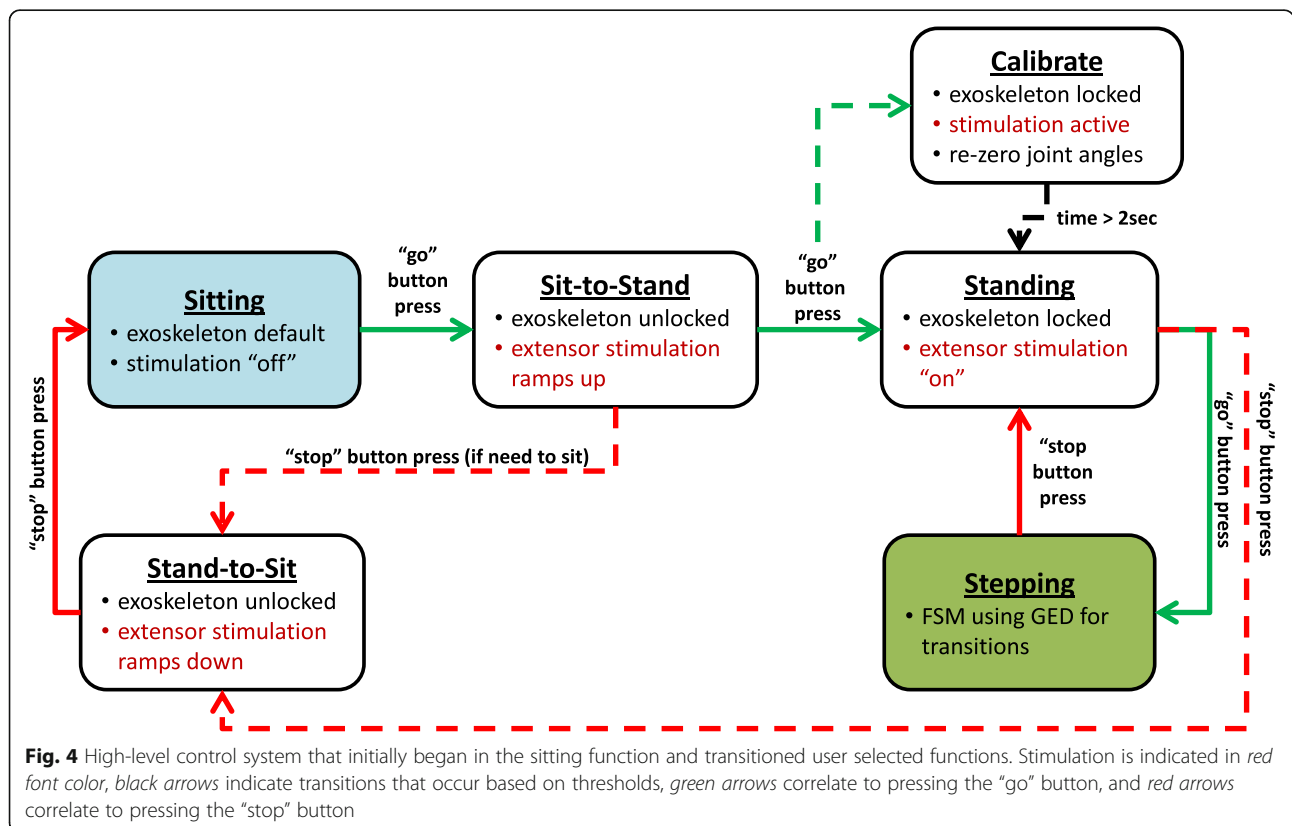 Calibrate
• exoskeleton locked
• stimulation active
• re-zero joint angles
time > 2sec
Sitting
• exoskeleton default
• stimulation “off”
“go”
button
press
Sit-to-Stand
• exoskeleton unlocked
• extensor stimulation
ramps up
“go”
button
press
Standing
• exoskeleton locked
• extensor stimulation
“on”
“stop” button press
“stop” button press (if need to sit)
“stop
button
press
“go” button press
“stop” button press
Stand-to-Sit
• exoskeleton unlocked
• extensor stimulation
ramps down
Stepping
• FSM using GED for
transitions
Fig. 4 High-level control system that initially began in the sitting function and transitioned user selected functions. Stimulation is indicated in red
font color, black arrows indicate transitions that occur based on thresholds, green arrows correlate to pressing the “go” button, and red arrows
correlate to pressing the “stop” button